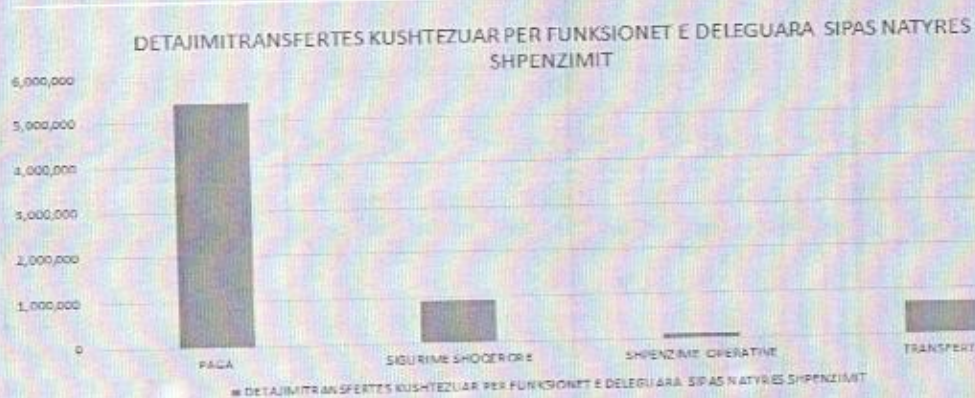 DETAJIMITRANSFERTES KUSHTEZUAR PER FUNKSIONET E DELEGUARA SIPAS NATYRES
SHPENZIMIT
6,000,000
5,000,000
4,000,000
3,000,000
2,000,000
1,000,000
0
PAGA
SIGURIME SHOQERORE
SHPENZIME OPERATIVE
TRANSFERT
DETAJIMITRANSFERTES KUSHTEZUAR PER FUNKSIONET E DELEGUARA SIPAS NATYRES SHPENZIMIT